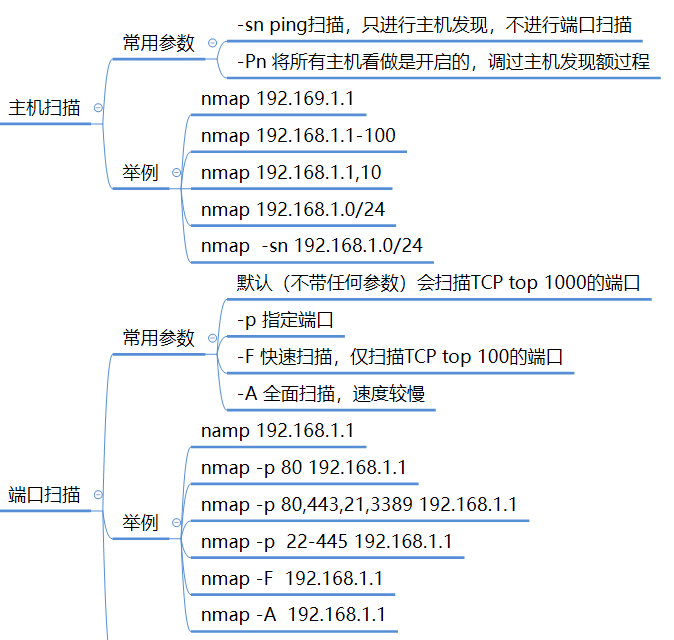 主机扫描
常用参数
-sn ping扫描，只进行主机发现，不进行端口扫描
-Pn 将所有主机看做是开启的，调过主机发现额过程
举例
nmap 192.169.1.1
nmap 192.168.1.1-100
nmap 192.168.1.1,10
nmap 192.168.1.0/24
nmap  -sn 192.168.1.0/24
端口扫描
常用参数
默认（不带任何参数）会扫描TCP top 1000的端口
-p 指定端口
-F 快速扫描，仅扫描TCP top 100的端口
-A 全面扫描，速度较慢
举例
namp 192.168.1.1
nmap -p 80 192.168.1.1
nmap -p 80,443,21,3389 192.168.1.1
nmap -p  22-445 192.168.1.1
nmap -F  192.168.1.1
nmap -A  192.168.1.1